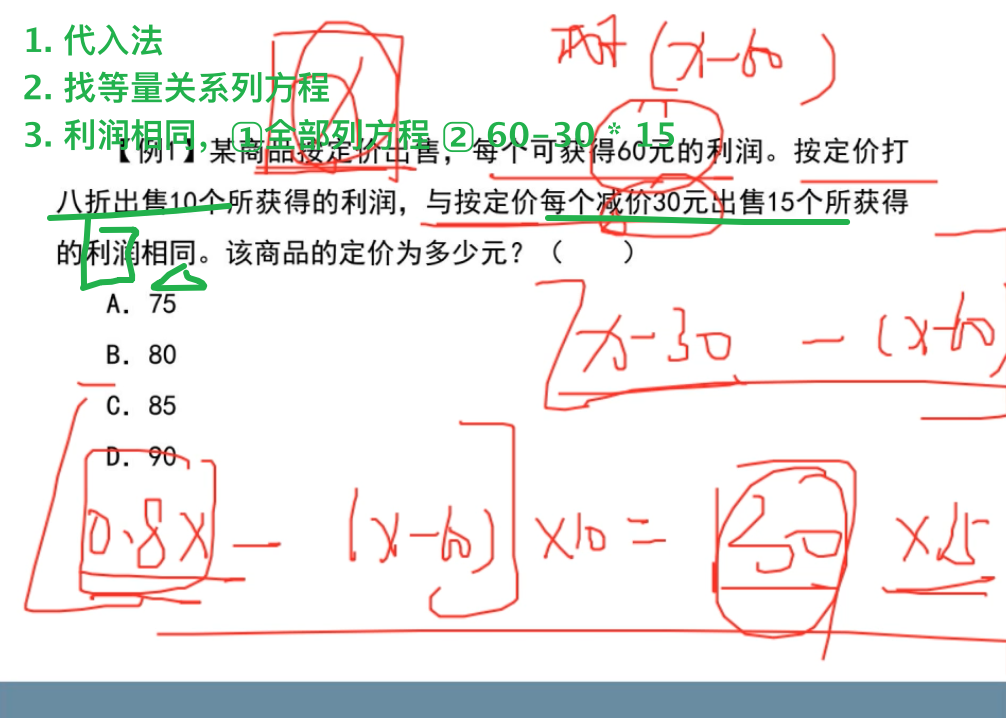 1. 代入法
2. 找等量关系列方程
3. 利润相同，①全部列方程 ② 60-30 * 15
(x-60)
【例1】某商品按定价出售，每个可获得60元的利润。按定价打
八折出售10个所获得的利润，与按定价每个减价30元出售15个所获得
的利润相同。该商品的定价为多少元？（　　）
A. 75
B. 80
C. 85
D. 90
x-30 - (x-60)
0.8x - (x-60) ×10 = 30 ×15